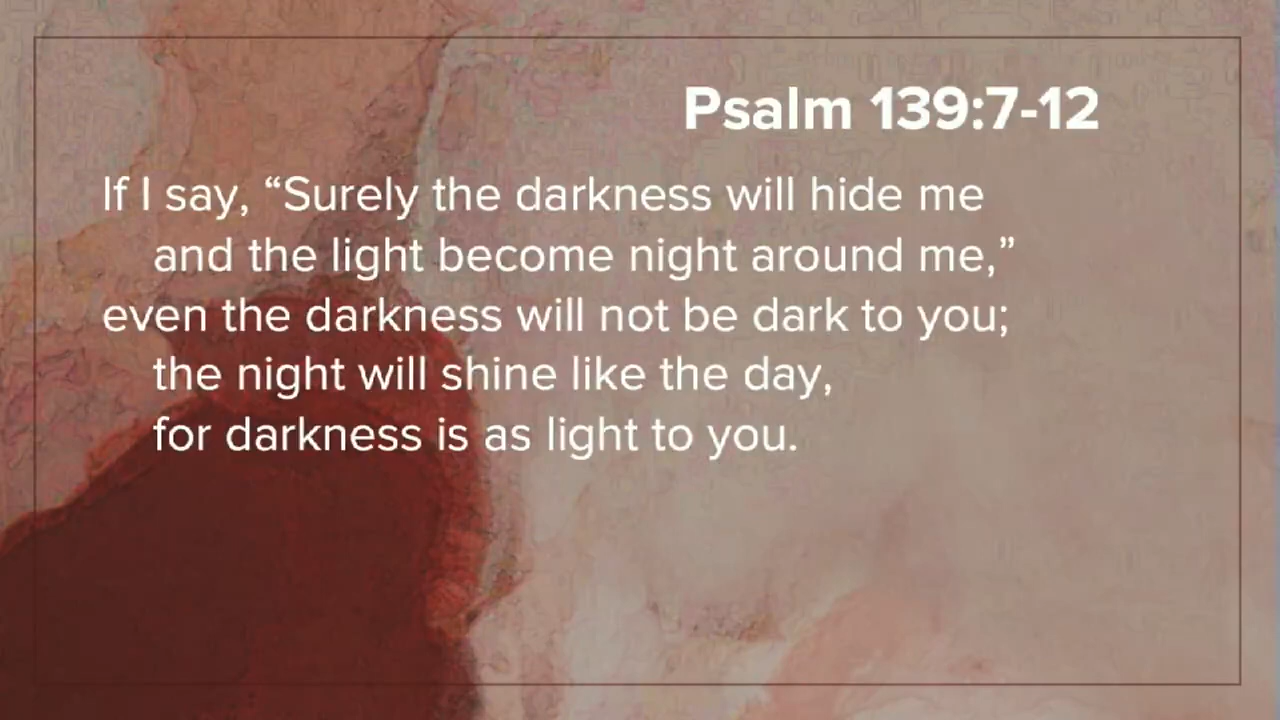 Psalm 139:7-12
If I say, “Surely the darkness will hide me
and the light become night around me,”
even the darkness will not be dark to you;
the night will shine like the day,
for darkness is as light to you.